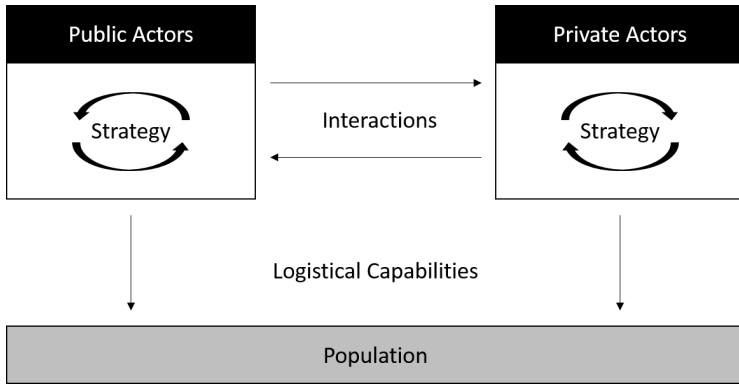 Public Actors
Private Actors
Interactions
Strategy
Strategy
Logistical Capabilities
Population